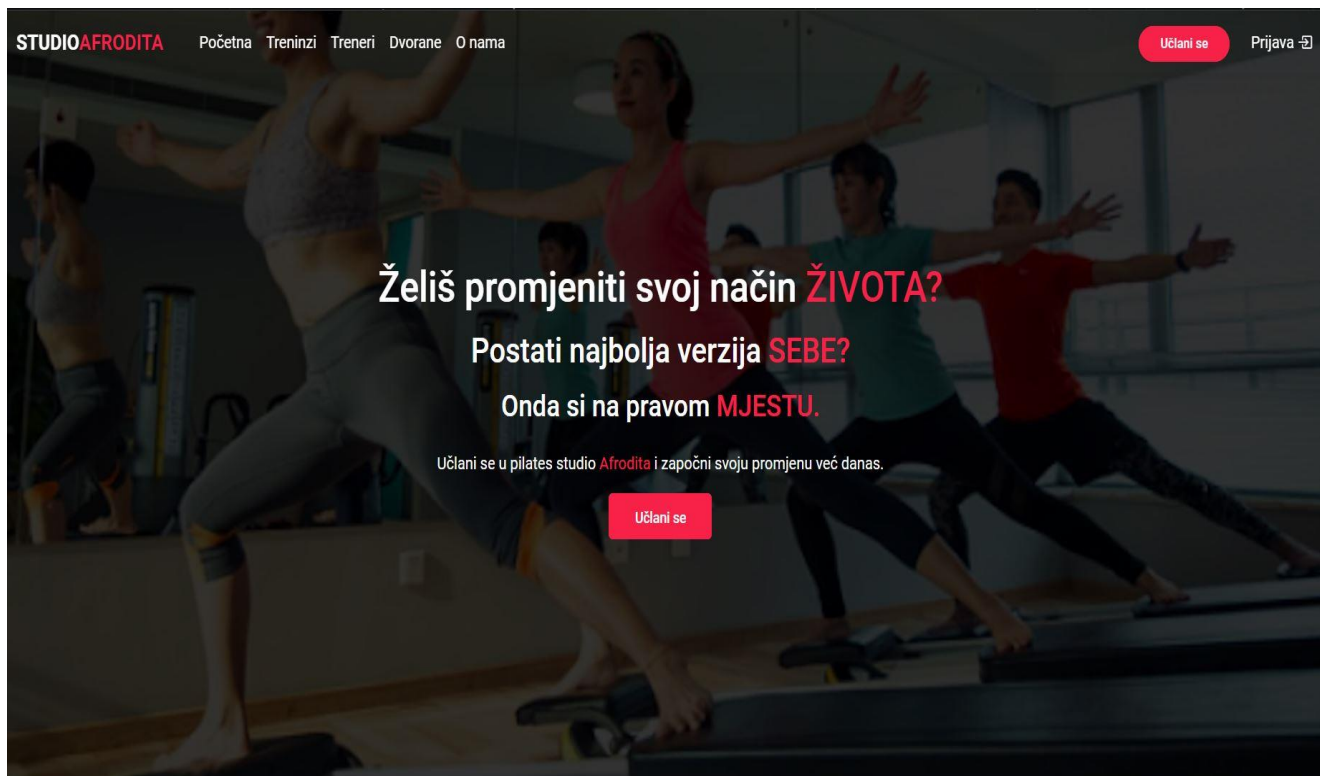 STUDIOAFRODITA Početna Treninzi Treneri Dvorane O nama Učlani se Prijava
Želiš promjeniti svoj način ŽIVOTA?
Postati najbolja verzija SEBE?
Onda si na pravom MJESTU.
Učlani se u pilates studio Afrodita i započni svoju promjenu već danas.
Učlani se